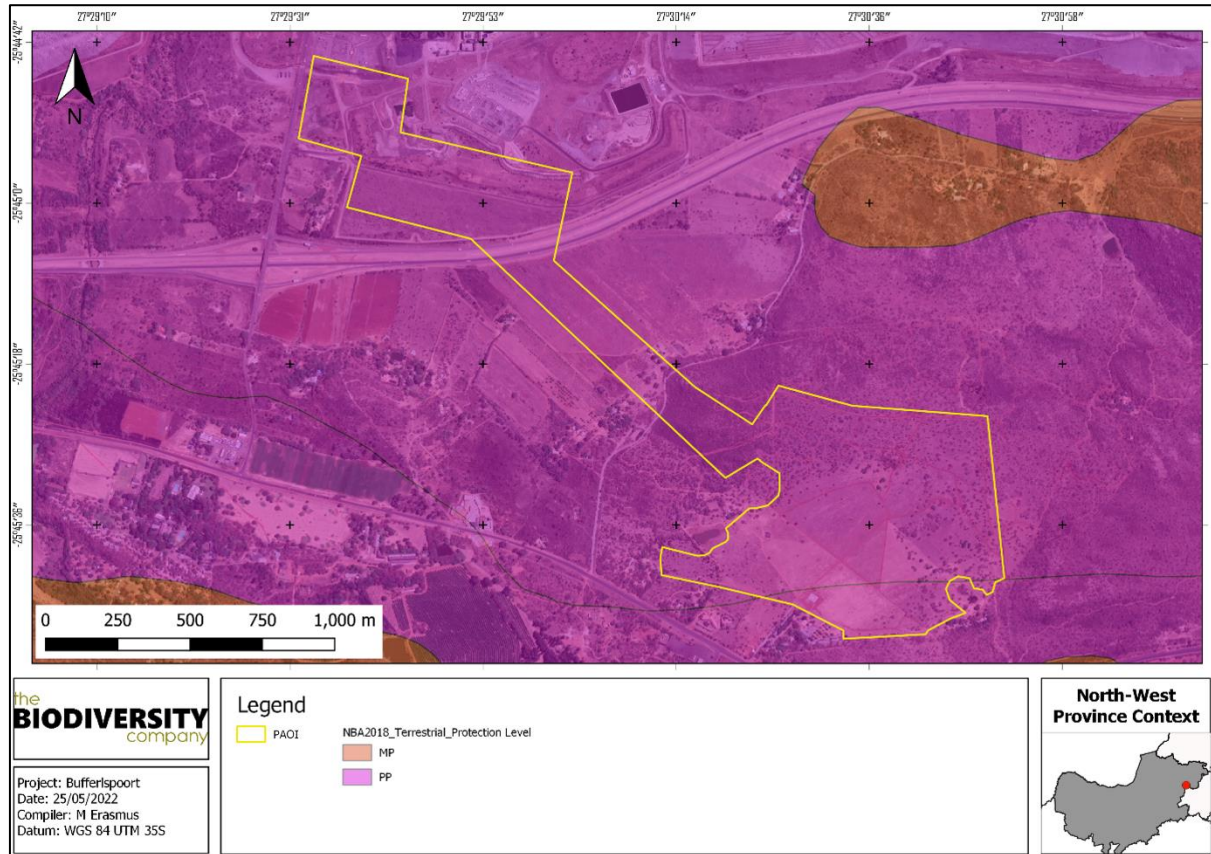 27°29'10" 27°29'31" 27°29'53" 27°30'14" 27°30'36" 27°30'58"
-25°44'42"
N
-25°45'0"
-25°45'18"
-25°45'36"
0 250 500 750 1,000 m
the
BIODIVERSITY
company
Project: Bufferlspoort
Date: 25/05/2022
Compiler: M Erasmus
Datum: WGS 84 UTM 35S
Legend
PAOI
NBA2018_Terrestrial_Protection Level
MP
PP
North-West
Province Context